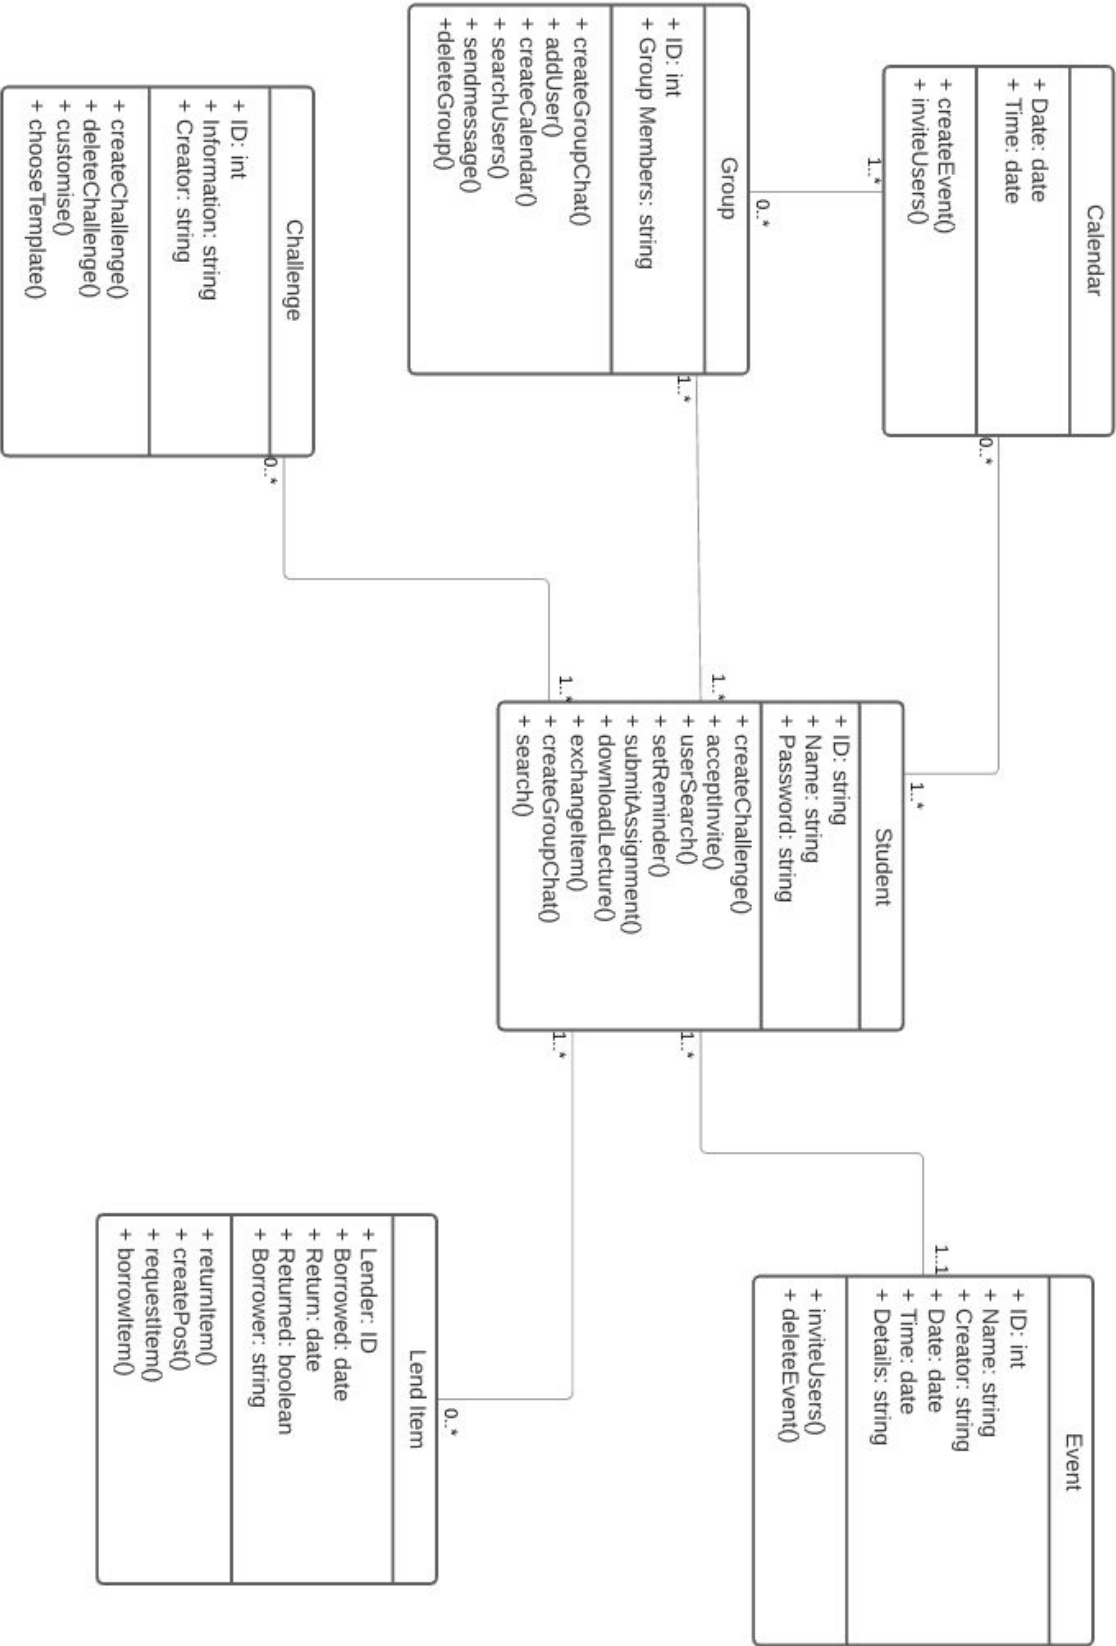 Calendar
+ Date: date
+ Time: date
+ createEvent()
+ inviteUsers()
1..*
0..*
0..*
1..*
Group
+ ID: int
+ Group Members: string
+ createGroupChat()
+ addUser()
+ createCalendar()
+ searchUsers()
+ sendmessage()
+deleteGroup()
1..*
1..*
Challenge
+ ID: int
+ Information: string
+ Creator: string
+ createChallenge()
+ deleteChallenge()
+ customise()
+ chooseTemplate()
0..*
1..*
Student
+ ID: string
+ Name: string
+ Password: string
+ createChallenge()
+ acceptInvite()
+ userSearch()
+ setReminder()
+ submitAssignment()
+ downloadLecture()
+ exchangeItem()
+ createGroupChat()
+ search()
1..*
1..1
1..*
0..*
Event
+ ID: int
+ Name: string
+ Creator: string
+ Date: date
+ Time: date
+ Details: string
+ inviteUsers()
+ deleteEvent()
Lend Item
+ Lender: ID
+ Borrowed: date
+ Return: date
+ Returned: boolean
+ Borrower: string
+ returnItem()
+ createPost()
+ requestItem()
+ borrowItem()